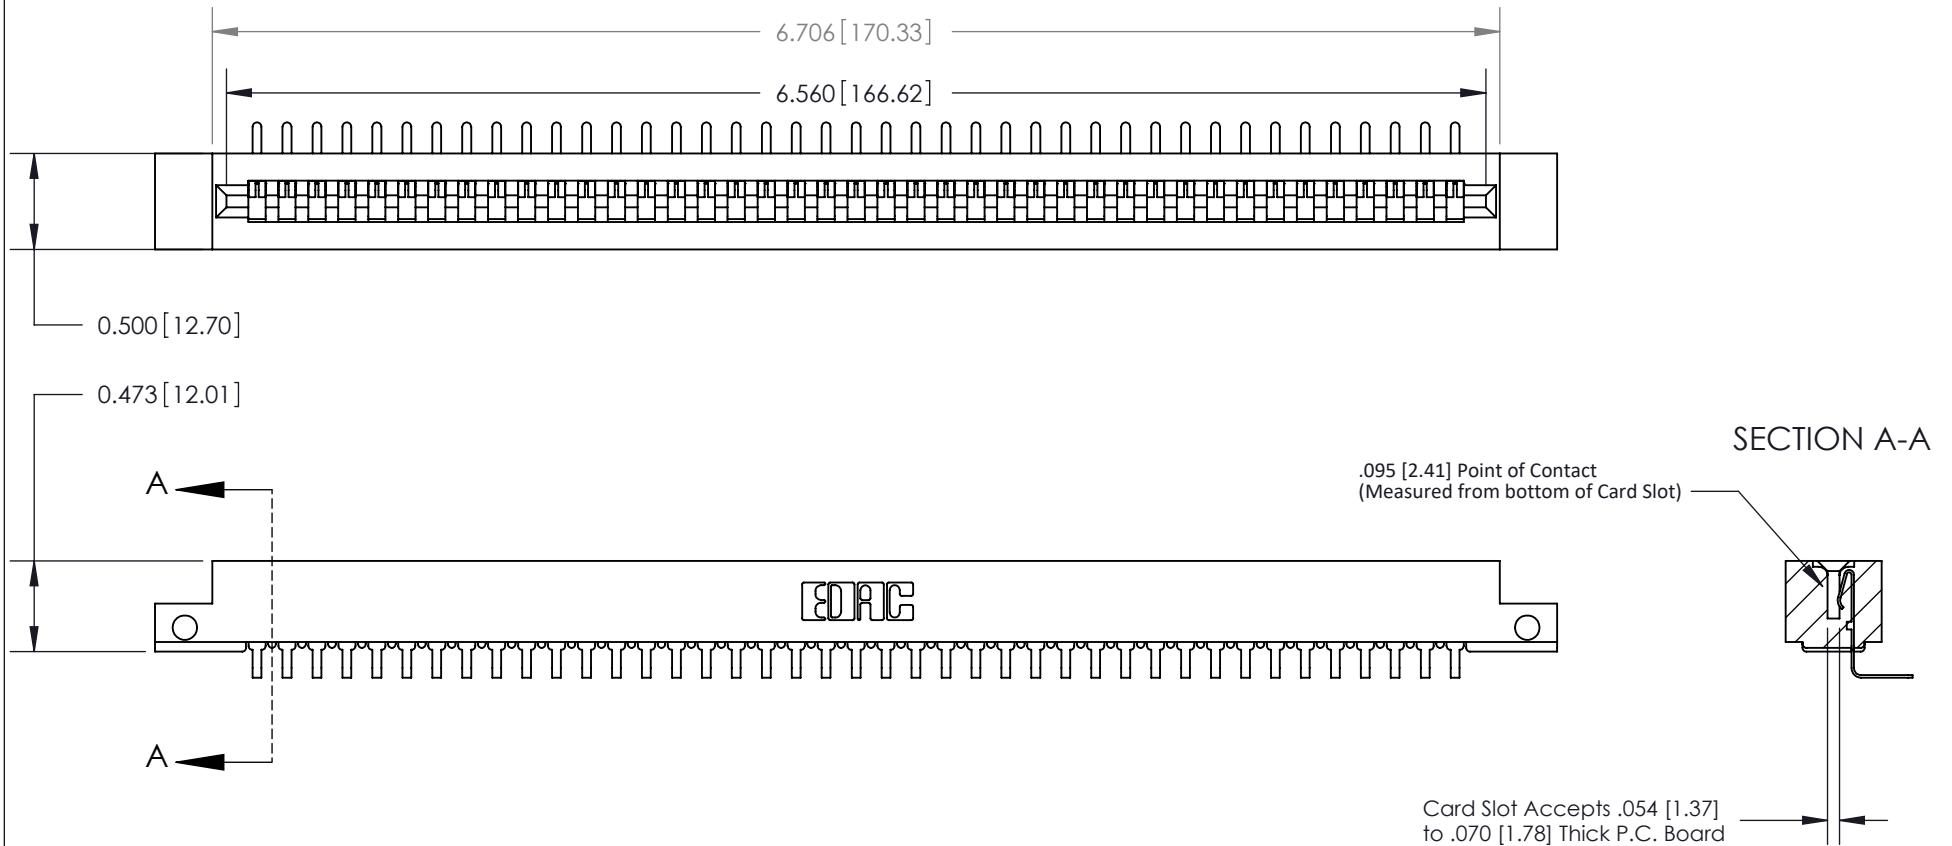 6.706 [170.33]
6.560 [166.62]
0.500 [12.70]
0.473 [12.01]
SECTION A-A
.095 [2.41] Point of Contact
(Measured from bottom of Card Slot)
A
EDAC
A
Card Slot Accepts .054 [1.37]
to .070 [1.78] Thick P.C. Board